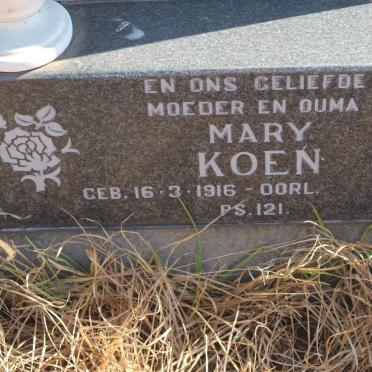 EN ONS GELIEFDE
MOEDER EN OUMA
MARY
KOEN
GEB. 16-3-1916-OORL.
PS. 121